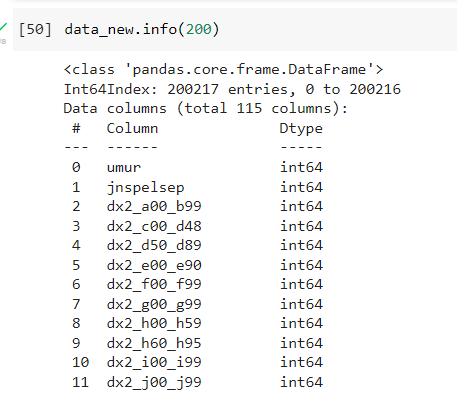 [50] data_new.info(200)
<class 'pandas.core.frame.DataFrame'>
Int64Index: 200217 entries, 0 to 200216
Data columns (total 115 columns):
 #   Column             Dtype
---  ------             -----
 0   umur               int64
 1   jnspelsep          int64
 2   dx2_a00_b99        int64
 3   dx2_c00_d48        int64
 4   dx2_d50_d89        int64
 5   dx2_e00_e90        int64
 6   dx2_f00_f99        int64
 7   dx2_g00_g99        int64
 8   dx2_h00_h59        int64
 9   dx2_h60_h95        int64
 10  dx2_i00_i99        int64
 11  dx2_j00_j99        int64